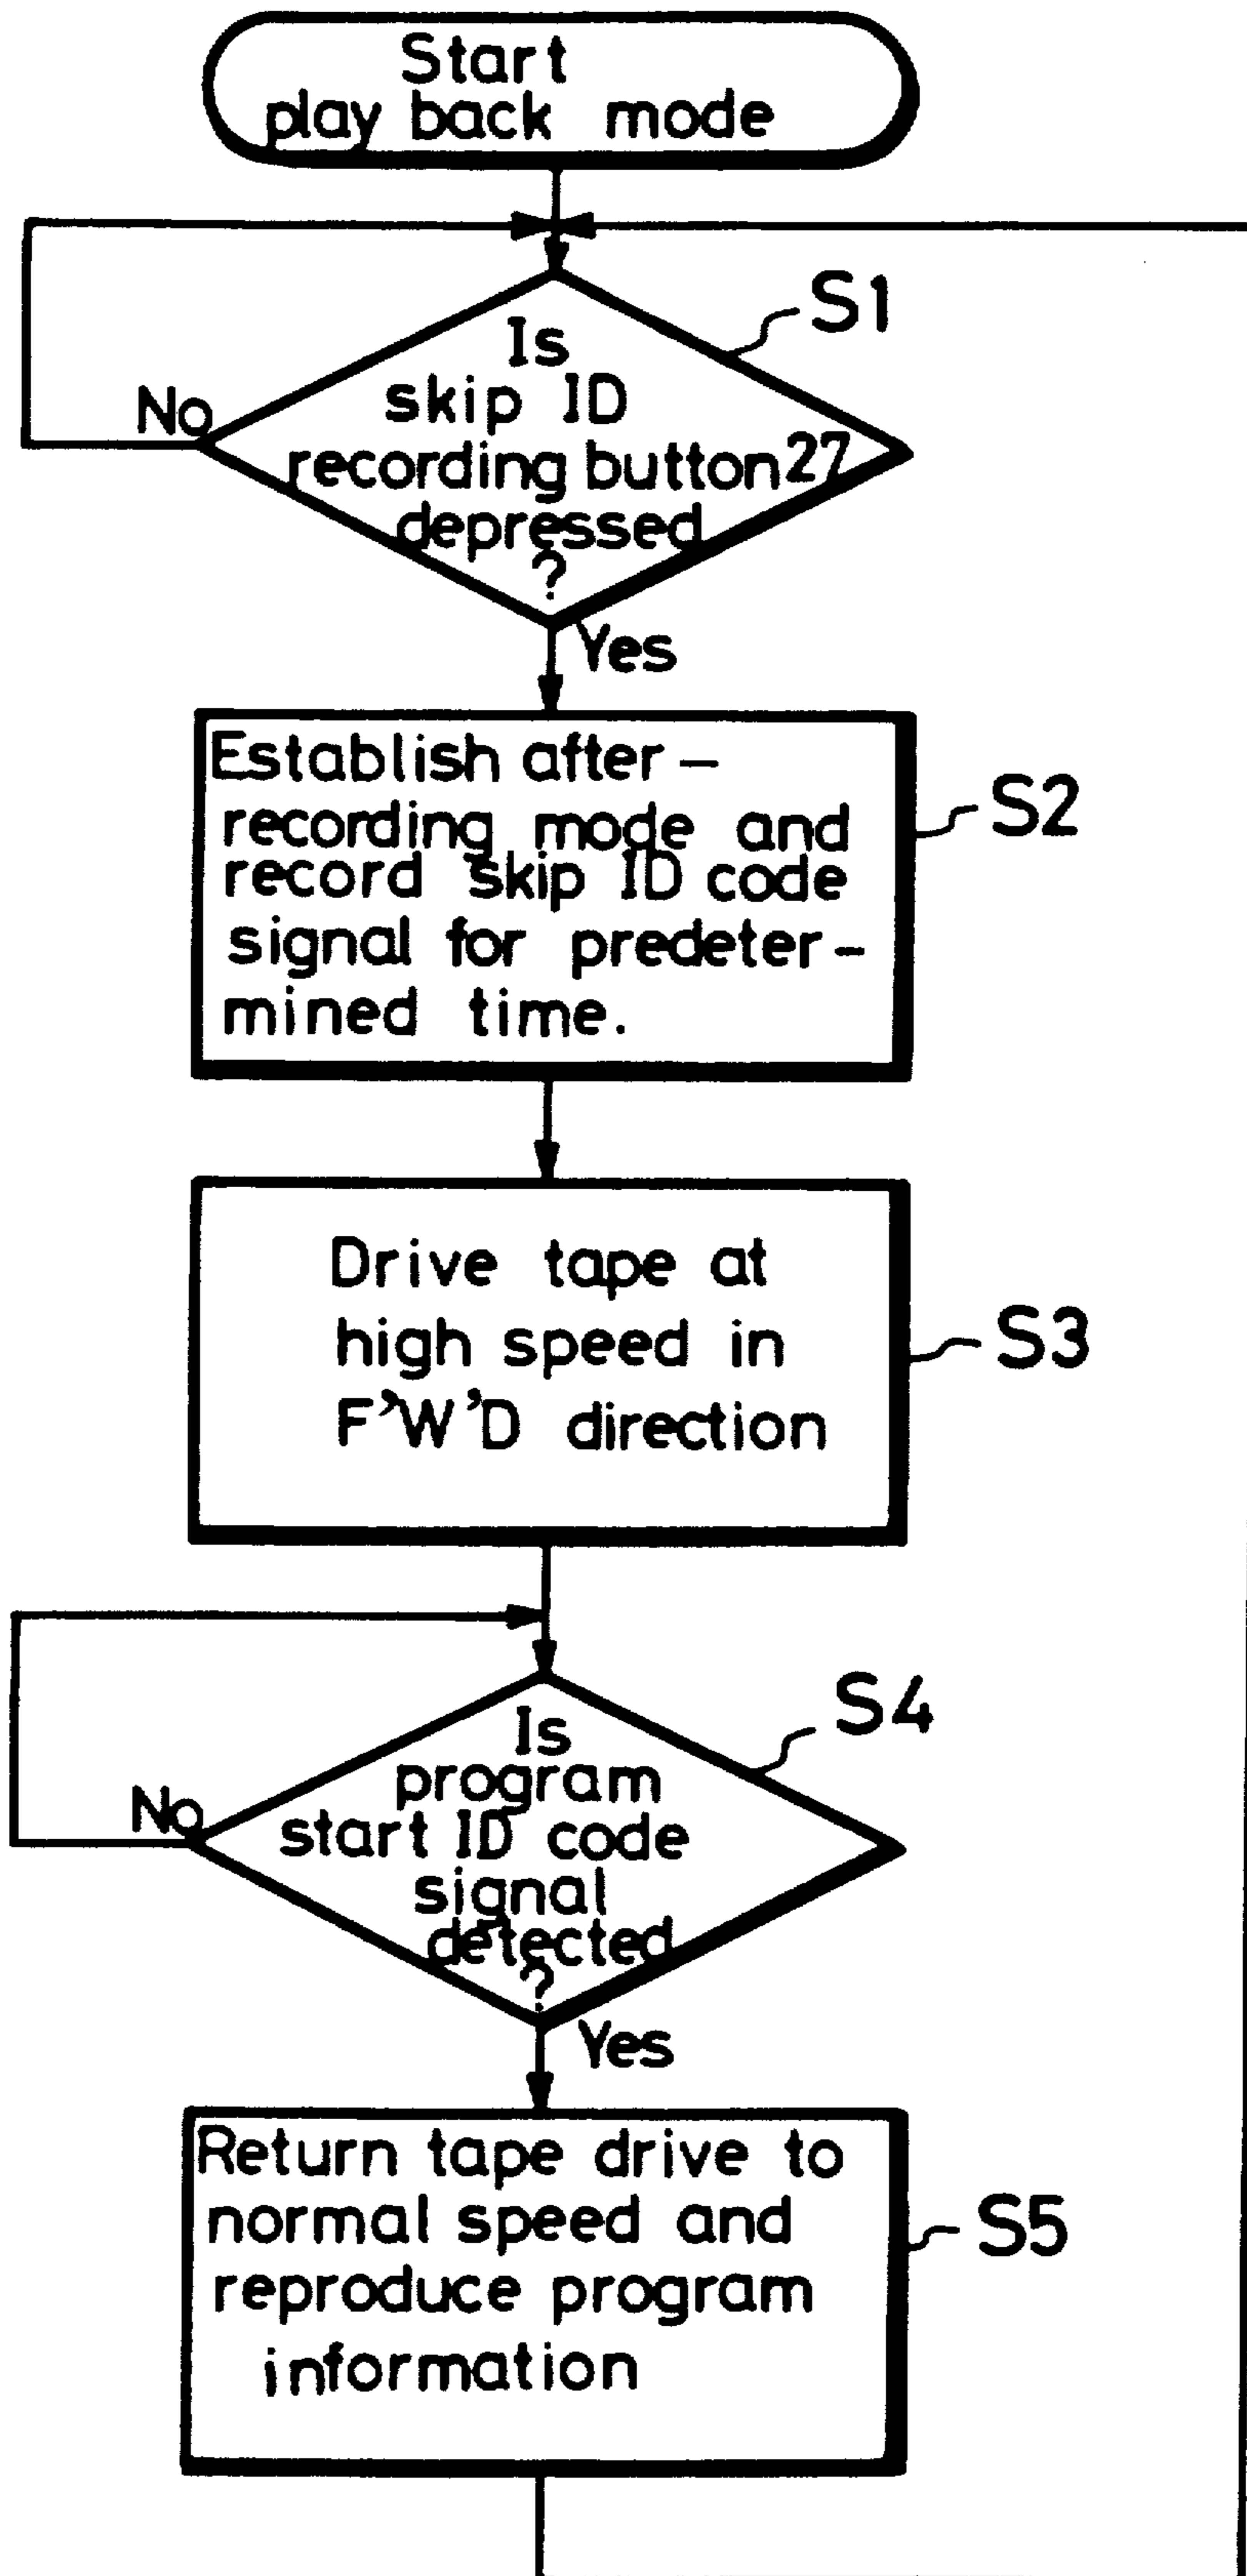 Start
play back mode
S1
Is
skip ID
recording button 27
depressed
?
No
Yes
Establish after-
recording mode and
record skip ID code
signal for predeter-
mined time.
S2
Drive tape at
high speed in
F'W'D direction
S3
S4
Is
program
start ID code
signal
detected
?
No
Yes
Return tape drive to
normal speed and
reproduce program
information
S5